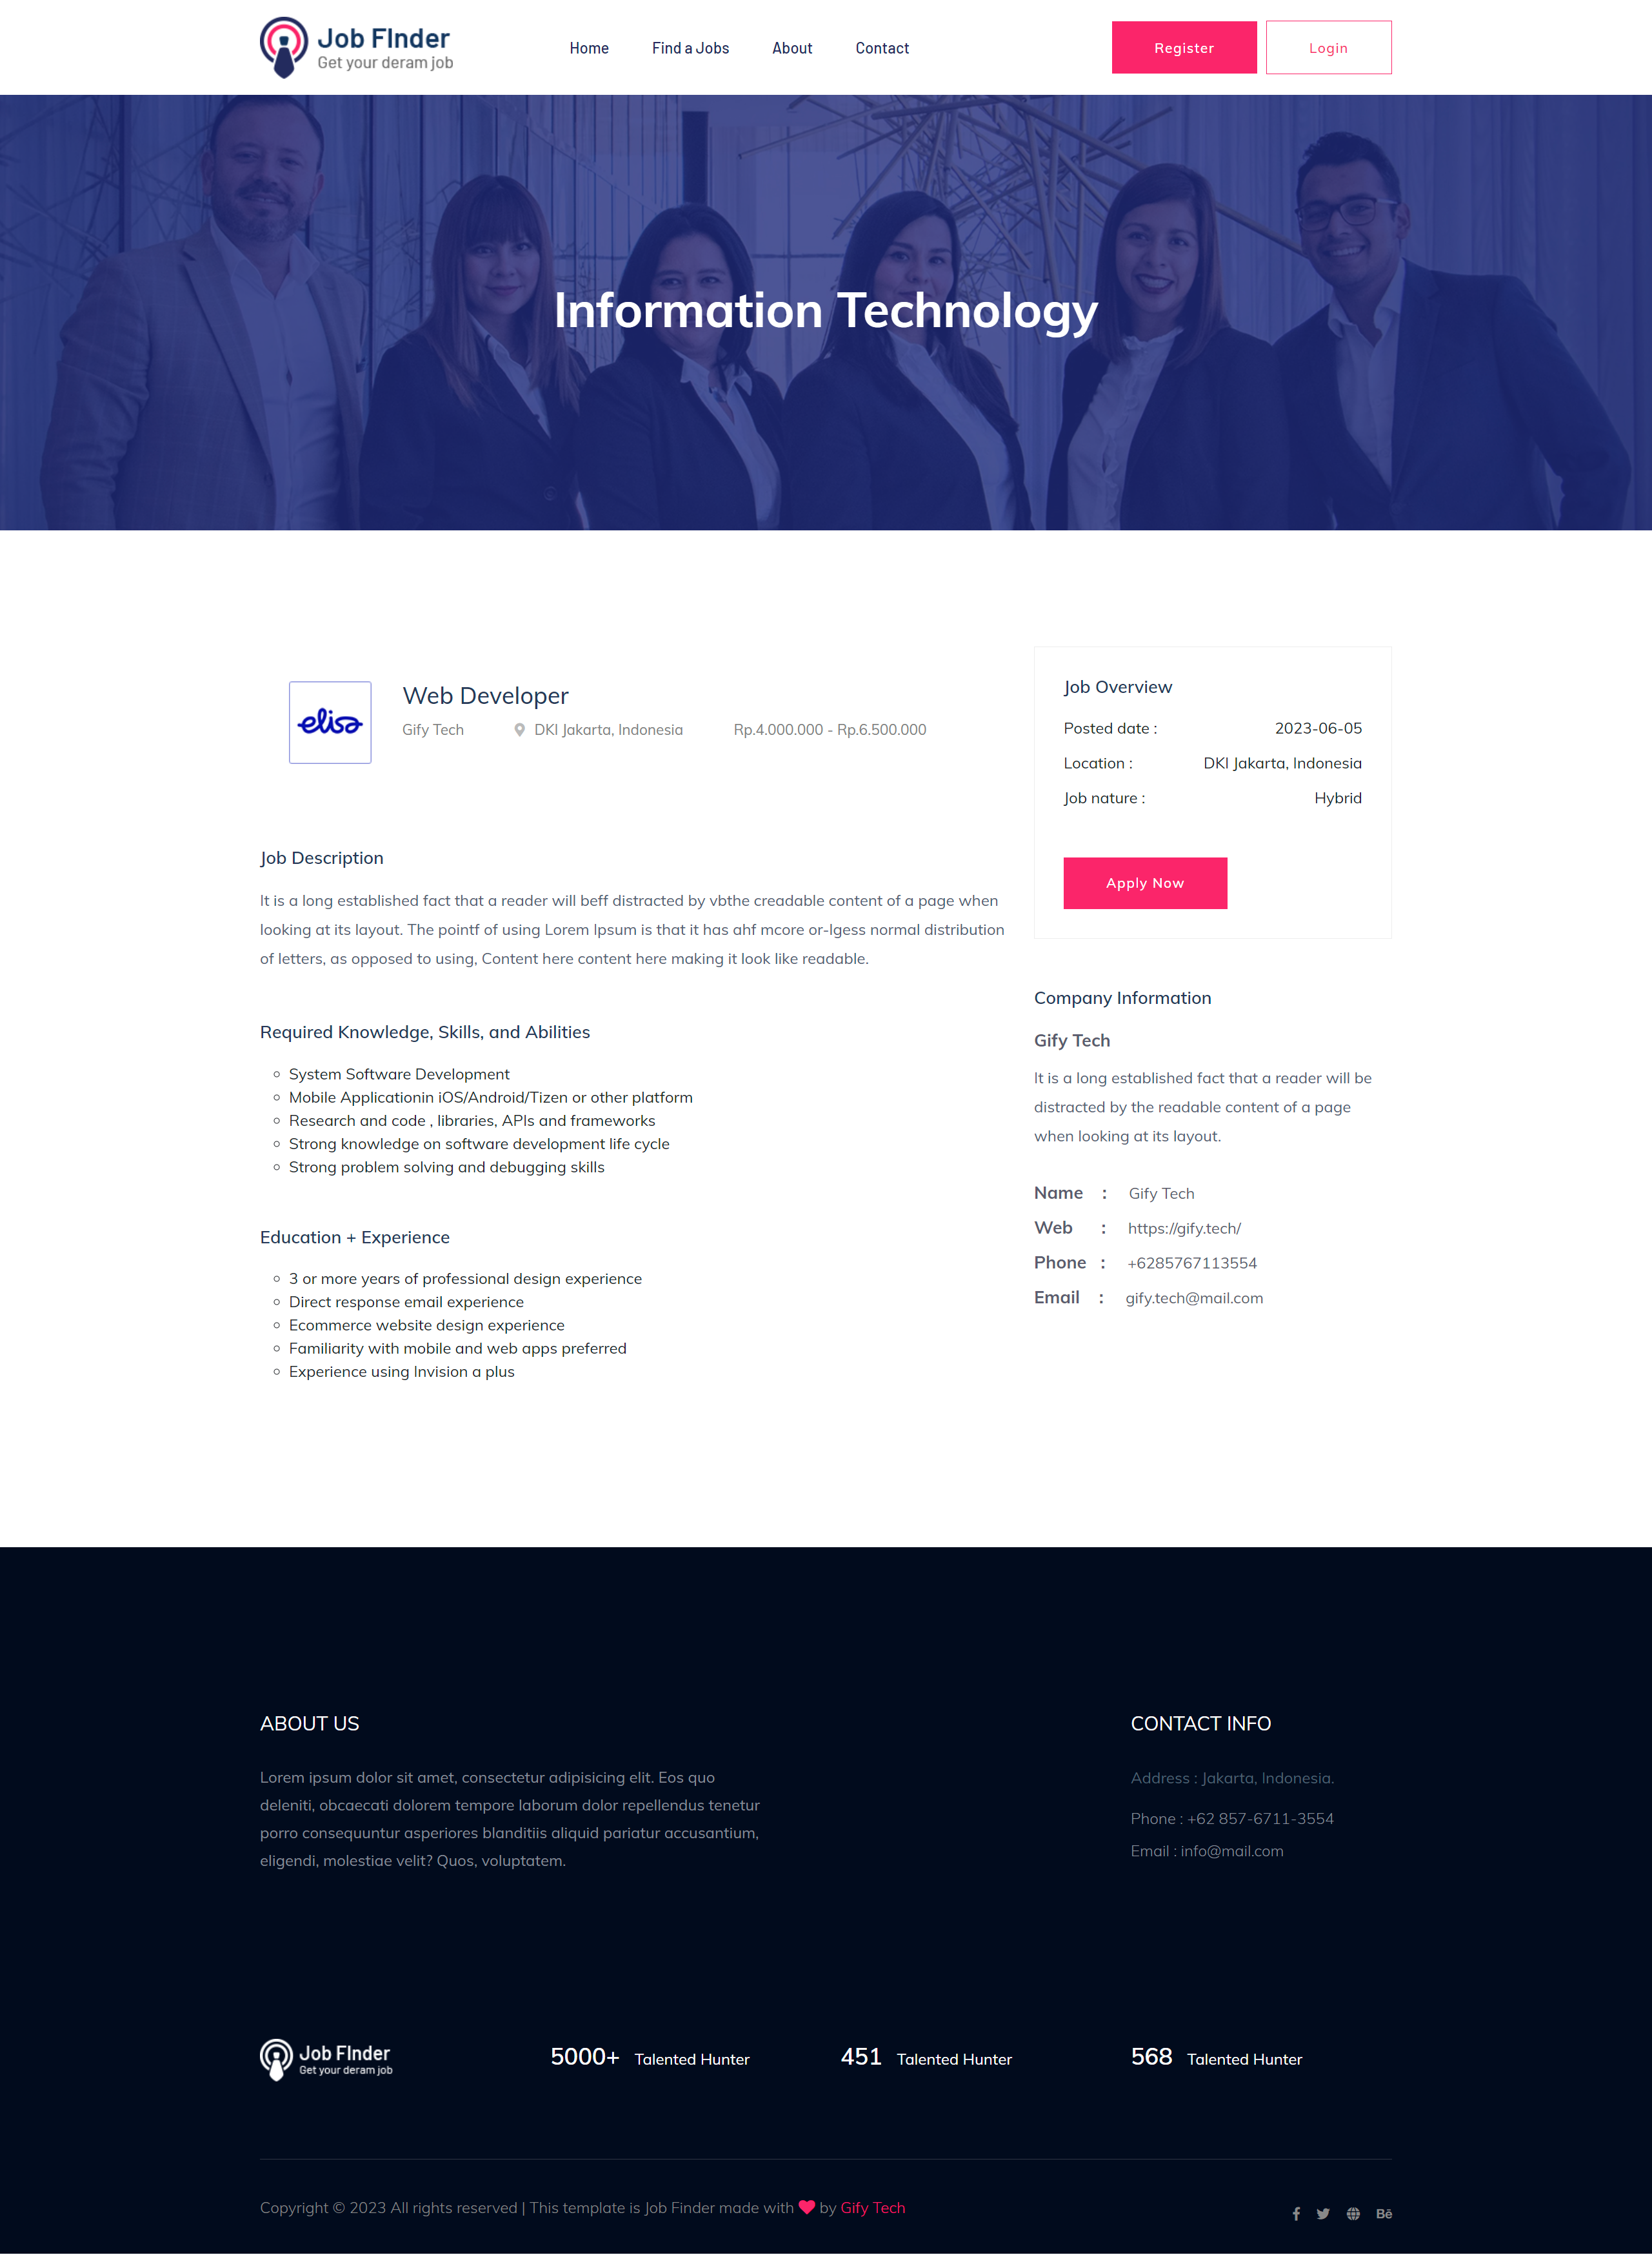 Job FInder
Get your deram job
Home
Find a Jobs
About
Contact
Register
Login
Information Technology
elisa
Web Developer
Gify Tech
DKI Jakarta, Indonesia
Rp.4.000.000 - Rp.6.500.000
Job Description
It is a long established fact that a reader will beff distracted by vbthe creadable content of a page when
looking at its layout. The pointf of using Lorem Ipsum is that it has ahf mcore or-lgess normal distribution
of letters, as opposed to using, Content here content here making it look like readable.
Required Knowledge, Skills, and Abilities
System Software Development
Mobile Applicationin iOS/Android/Tizen or other platform
Research and code , libraries, APIs and frameworks
Strong knowledge on software development life cycle
Strong problem solving and debugging skills
Education + Experience
3 or more years of professional design experience
Direct response email experience
Ecommerce website design experience
Familiarity with mobile and web apps preferred
Experience using Invision a plus
Job Overview
Posted date : 2023-06-05
Location : DKI Jakarta, Indonesia
Job nature : Hybrid
Apply Now
Company Information
Gify Tech
It is a long established fact that a reader will be
distracted by the readable content of a page
when looking at its layout.
Name : Gify Tech
Web : https://gify.tech/
Phone : +6285767113554
Email : gify.tech@mail.com
ABOUT US
Lorem ipsum dolor sit amet, consectetur adipisicing elit. Eos quo
deleniti, obcaecati dolorem tempore laborum dolor repellendus tenetur
porro consequuntur asperiores blanditiis aliquid pariatur accusantium,
eligendi, molestiae velit? Quos, voluptatem.
CONTACT INFO
Address : Jakarta, Indonesia.
Phone : +62 857-6711-3554
Email : info@mail.com
Job FInder
Get your deram job
5000+ Talented Hunter
451 Talented Hunter
568 Talented Hunter
Copyright © 2023 All rights reserved | This template is Job Finder made with ❤ by Gify Tech
Bē